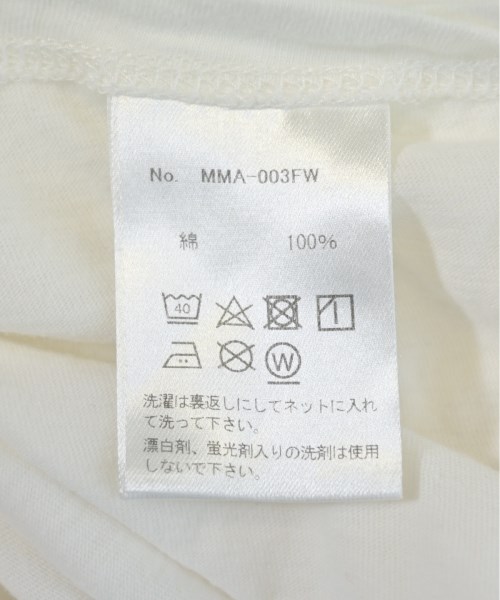 No. MMA-003FW
綿 100%
40
W
洗濯は裏返しにしてネットに入れ
て洗って下さい。
漂白剤、蛍光剤入りの洗剤は使用
しないで下さい。